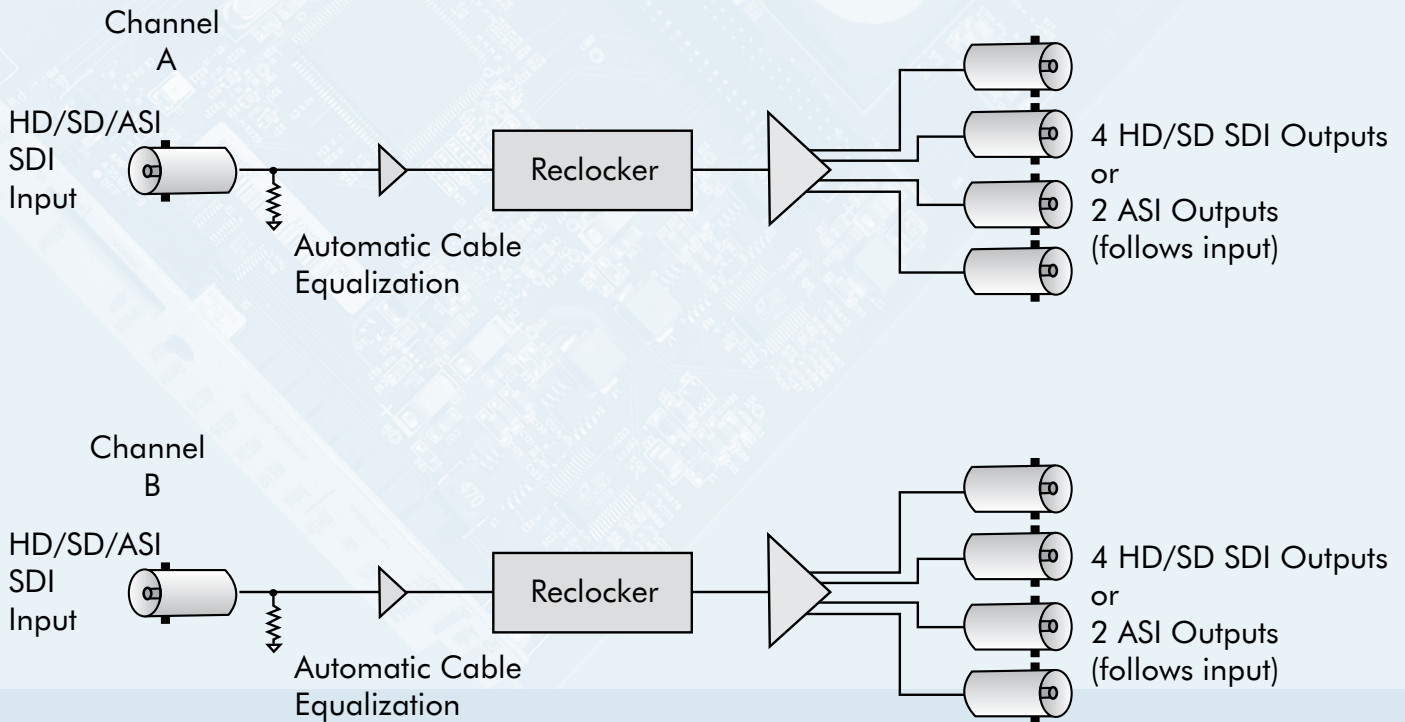 Channel
A
HD/SD/ASI
SDI
Input
Automatic Cable
Equalization
Reclocker
4 HD/SD SDI Outputs
or
2 ASI Outputs
(follows input)
Channel
B
HD/SD/ASI
SDI
Input
Automatic Cable
Equalization
Reclocker
4 HD/SD SDI Outputs
or
2 ASI Outputs
(follows input)
470